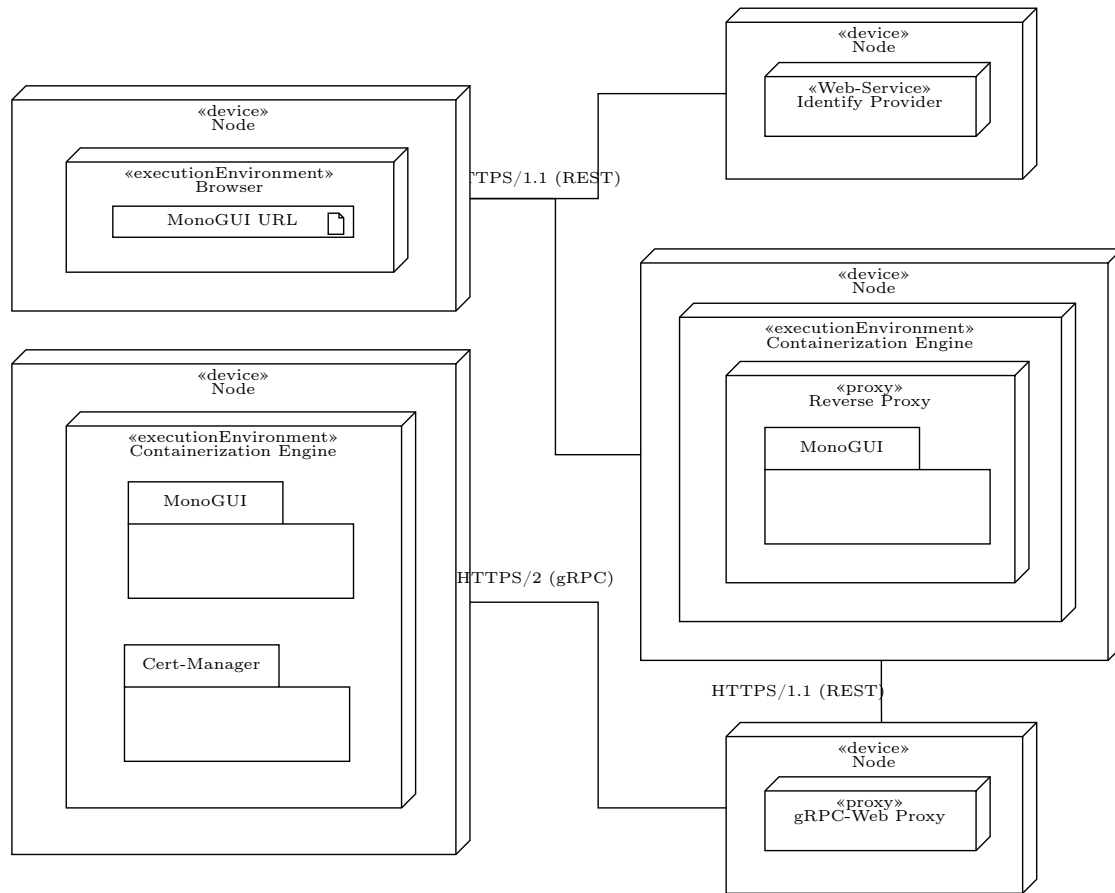 «device»
Node
«executionEnvironment»
Browser
MonoGUI URL
TTPS/1.1 (REST)
«device»
Node
«Web-Service»
Identify Provider
«device»
Node
«executionEnvironment»
Containerization Engine
«proxy»
Reverse Proxy
MonoGUI
«device»
Node
«executionEnvironment»
Containerization Engine
MonoGUI
Cert-Manager
HTTPS/2 (gRPC)
HTTPS/1.1 (REST)
«device»
Node
«proxy»
gRPC-Web Proxy